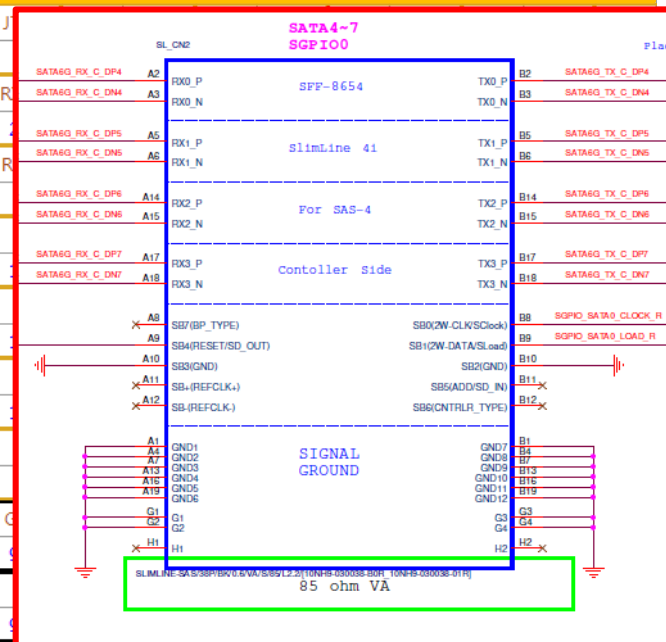 SATA4~7
SGPIO0
SL_CN2
Flac
SATA6G_RX_C_DP4 A2 RX0_P SFF-8654 TX0_P B2 SATA6G_TX_C_DP4
SATA6G_RX_C_DN4 A3 RX0_N TX0_N B3 SATA6G_TX_C_DN4
SATA6G_RX_C_DP5 A5 RX1_P SlimLine 4i TX1_P B5 SATA6G_TX_C_DP5
SATA6G_RX_C_DN5 A6 RX1_N TX1_N B6 SATA6G_TX_C_DN5
SATA6G_RX_C_DP6 A14 RX2_P For SAS-4 TX2_P B14 SATA6G_TX_C_DP6
SATA6G_RX_C_DN6 A15 RX2_N TX2_N B15 SATA6G_TX_C_DN6
SATA6G_RX_C_DP7 A17 RX3_P Contoller Side TX3_P B17 SATA6G_TX_C_DP7
SATA6G_RX_C_DN7 A18 RX3_N TX3_N B18 SATA6G_TX_C_DN7
A8 SB7(BP_TYPE) SB0(2W-CLK/SClock) B8 SGPIO_SATA0_CLOCK_R
A9 SB4(RESET/SD_OUT) SB1(2W-DATA/SLoad) B9 SGPIO_SATA0_LOAD_R
A10 SB3(GND) SB2(GND) B10
A11 SB+(REFCLK+) SB5(ADD/SD_IN) B11
A12 SB-(REFCLK-) SB6(CNTRLR_TYPE) B12
A1 GND1 SIGNAL GND7 B1
A4 GND2 GROUND GND8 B4
A7 GND3 GND9 B7
A13 GND4 GND10 B13
A16 GND5 GND11 B16
A19 GND6 GND12 B19
G1 G1 G3 G3
G2 G2 G4 G4
H1 H1 H2 H2
85 ohm VA